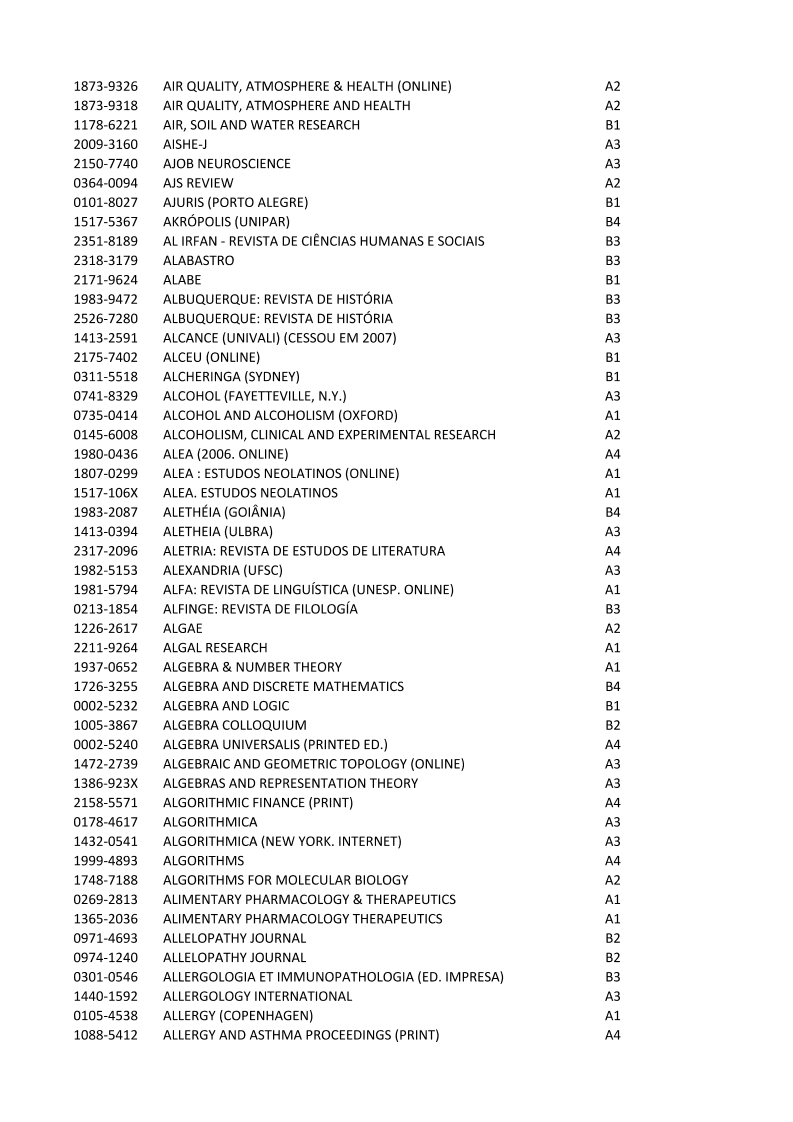 1873-9326 AIR QUALITY, ATMOSPHERE & HEALTH (ONLINE) A2
1873-9318 AIR QUALITY, ATMOSPHERE AND HEALTH A2
1178-6221 AIR, SOIL AND WATER RESEARCH B1
2009-3160 AISHE-J A3
2150-7740 AJOB NEUROSCIENCE A3
0364-0094 AJS REVIEW A2
0101-8027 AJURIS (PORTO ALEGRE) B1
1517-5367 AKRÓPOLIS (UNIPAR) B4
2351-8189 AL IRFAN - REVISTA DE CIÊNCIAS HUMANAS E SOCIAIS B3
2318-3179 ALABASTRO B3
2171-9624 ALABE B1
1983-9472 ALBUQUERQUE: REVISTA DE HISTÓRIA B3
2526-7280 ALBUQUERQUE: REVISTA DE HISTÓRIA B3
1413-2591 ALCANCE (UNIVALI) (CESSOU EM 2007) A3
2175-7402 ALCEU (ONLINE) B1
0311-5518 ALCHERINGA (SYDNEY) B1
0741-8329 ALCOHOL (FAYETTEVILLE, N.Y.) A3
0735-0414 ALCOHOL AND ALCOHOLISM (OXFORD) A1
0145-6008 ALCOHOLISM, CLINICAL AND EXPERIMENTAL RESEARCH A2
1980-0436 ALEA (2006. ONLINE) A4
1807-0299 ALEA : ESTUDOS NEOLATINOS (ONLINE) A1
1517-106X ALEA. ESTUDOS NEOLATINOS A1
1983-2087 ALETHÉIA (GOIÂNIA) B4
1413-0394 ALETHEIA (ULBRA) A3
2317-2096 ALETRIA: REVISTA DE ESTUDOS DE LITERATURA A4
1982-5153 ALEXANDRIA (UFSC) A3
1981-5794 ALFA: REVISTA DE LINGUÍSTICA (UNESP. ONLINE) A1
0213-1854 ALFINGE: REVISTA DE FILOLOGÍA B3
1226-2617 ALGAE A2
2211-9264 ALGAL RESEARCH A1
1937-0652 ALGEBRA & NUMBER THEORY A1
1726-3255 ALGEBRA AND DISCRETE MATHEMATICS B4
0002-5232 ALGEBRA AND LOGIC B1
1005-3867 ALGEBRA COLLOQUIUM B2
0002-5240 ALGEBRA UNIVERSALIS (PRINTED ED.) A4
1472-2739 ALGEBRAIC AND GEOMETRIC TOPOLOGY (ONLINE) A3
1386-923X ALGEBRAS AND REPRESENTATION THEORY A3
2158-5571 ALGORITHMIC FINANCE (PRINT) A4
0178-4617 ALGORITHMICA A3
1432-0541 ALGORITHMICA (NEW YORK. INTERNET) A3
1999-4893 ALGORITHMS A4
1748-7188 ALGORITHMS FOR MOLECULAR BIOLOGY A2
0269-2813 ALIMENTARY PHARMACOLOGY & THERAPEUTICS A1
1365-2036 ALIMENTARY PHARMACOLOGY THERAPEUTICS A1
0971-4693 ALLELOPATHY JOURNAL B2
0974-1240 ALLELOPATHY JOURNAL B2
0301-0546 ALLERGOLOGIA ET IMMUNOPATHOLOGIA (ED. IMPRESA) B3
1440-1592 ALLERGOLOGY INTERNATIONAL A3
0105-4538 ALLERGY (COPENHAGEN) A1
1088-5412 ALLERGY AND ASTHMA PROCEEDINGS (PRINT) A4